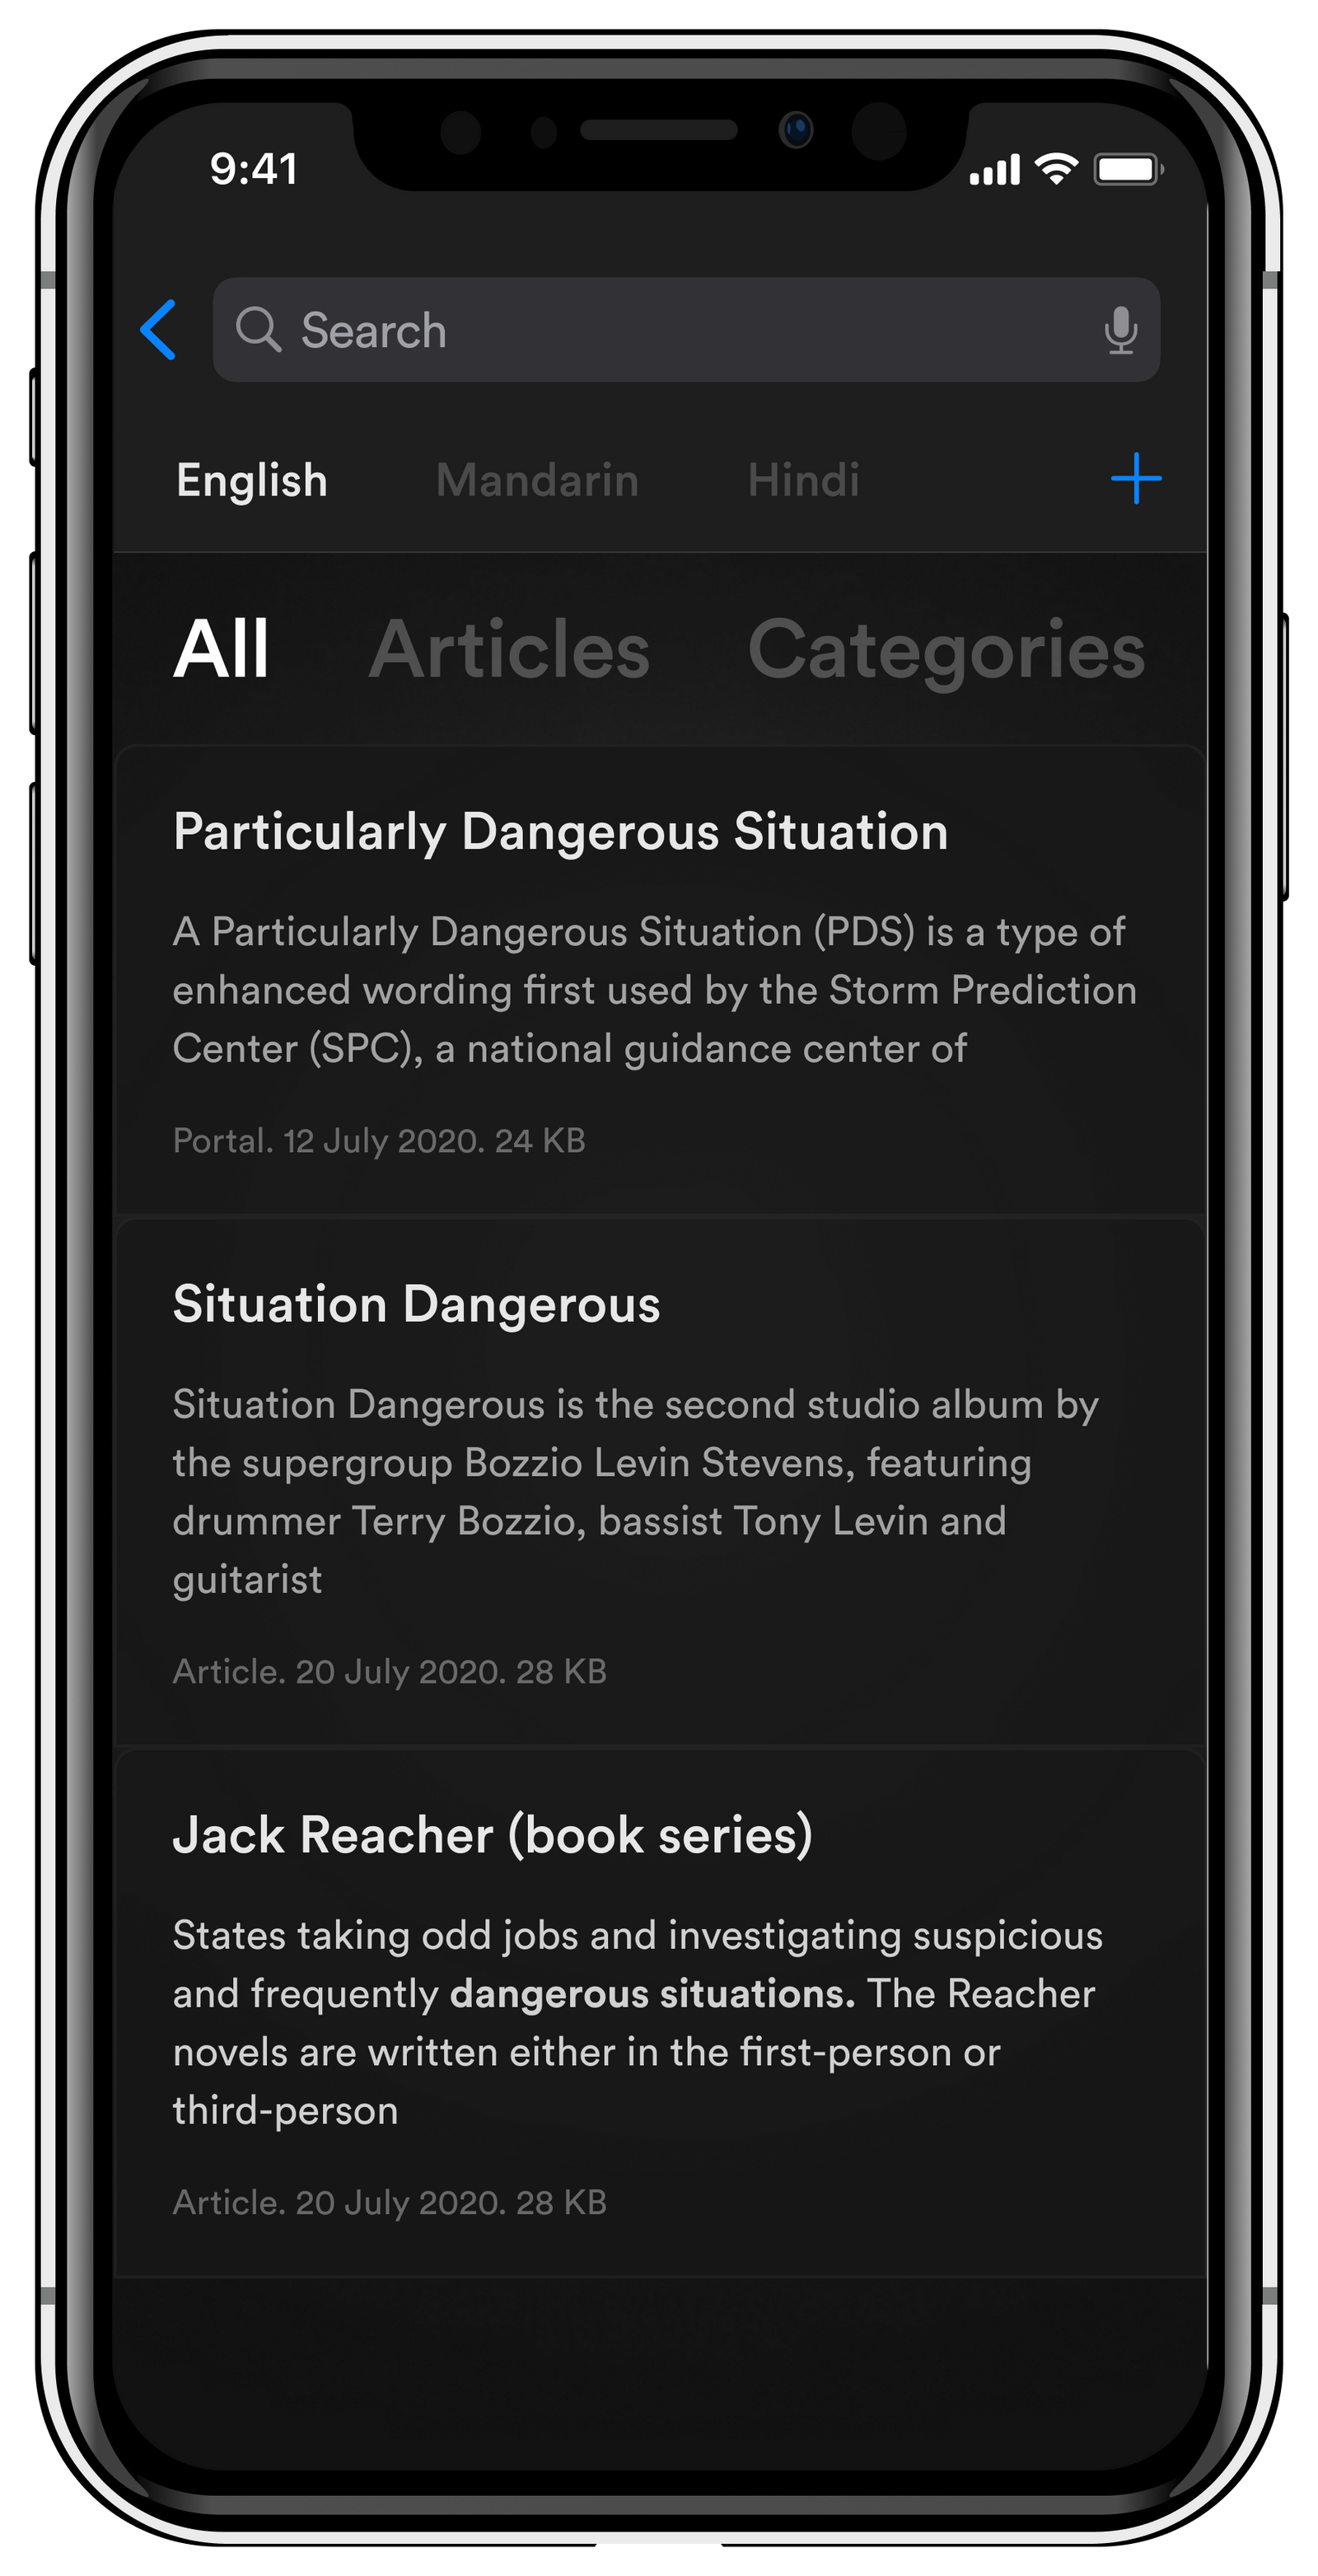 9:41
Search
English Mandarin Hindi
All Articles Categories
Particularly Dangerous Situation
A Particularly Dangerous Situation (PDS) is a type of
enhanced wording first used by the Storm Prediction
Center (SPC), a national guidance center of
Portal. 12 July 2020. 24 KB
Situation Dangerous
Situation Dangerous is the second studio album by
the supergroup Bozzio Levin Stevens, featuring
drummer Terry Bozzio, bassist Tony Levin and
guitarist
Article. 20 July 2020. 28 KB
Jack Reacher (book series)
States taking odd jobs and investigating suspicious
and frequently dangerous situations. The Reacher
novels are written either in the first-person or
third-person
Article. 20 July 2020. 28 KB